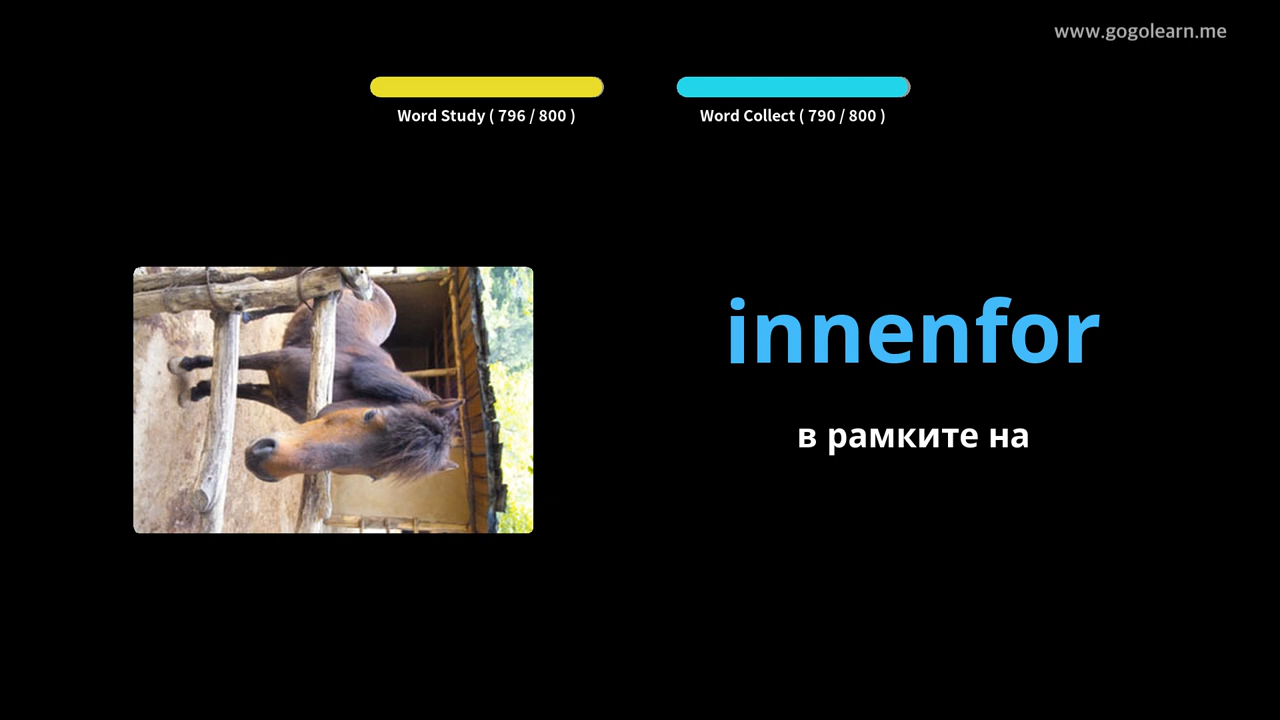 www.gogolearn.me
Word Study ( 796 / 800 )
Word Collect ( 790 / 800 )
innenfor
в рамките на